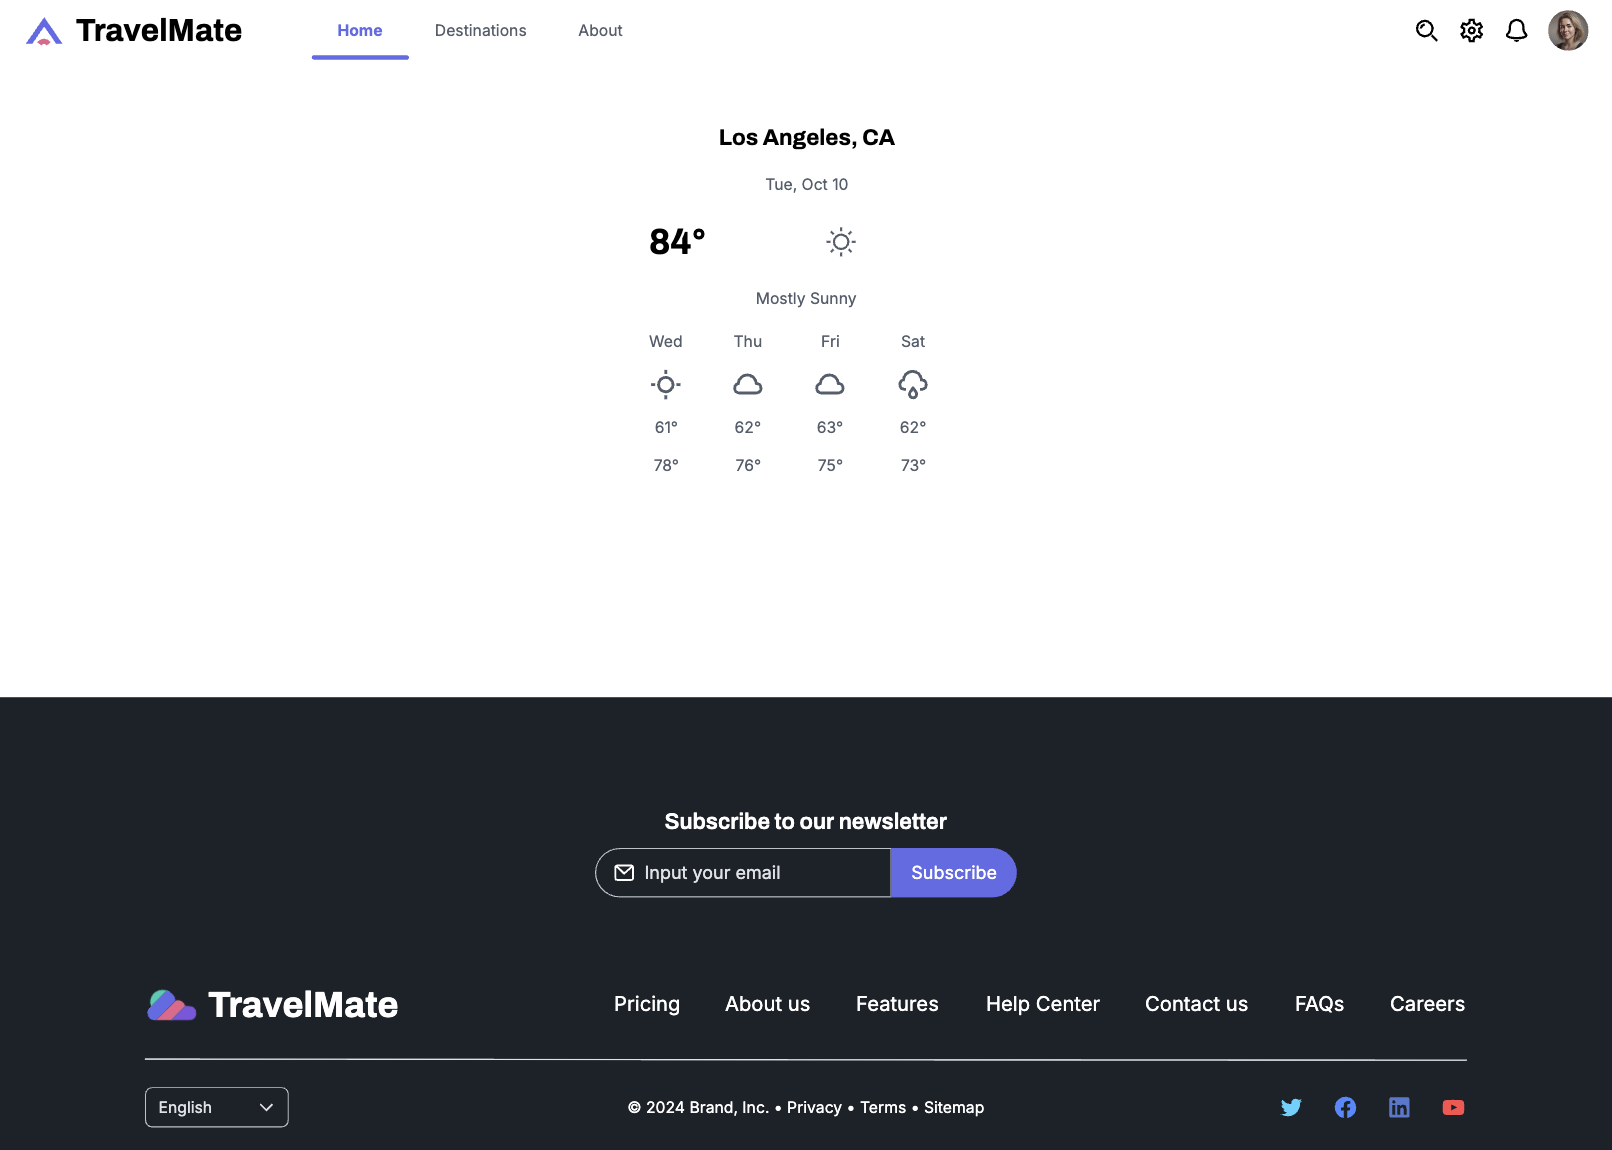 TravelMate Home Destinations About
Los Angeles, CA
Tue, Oct 10
84°
Mostly Sunny
Wed Thu Fri Sat
61° 62° 63° 62°
78° 76° 75° 73°
Subscribe to our newsletter
Input your email Subscribe
TravelMate Pricing About us Features Help Center Contact us FAQs Careers
English © 2024 Brand, Inc. • Privacy • Terms • Sitemap